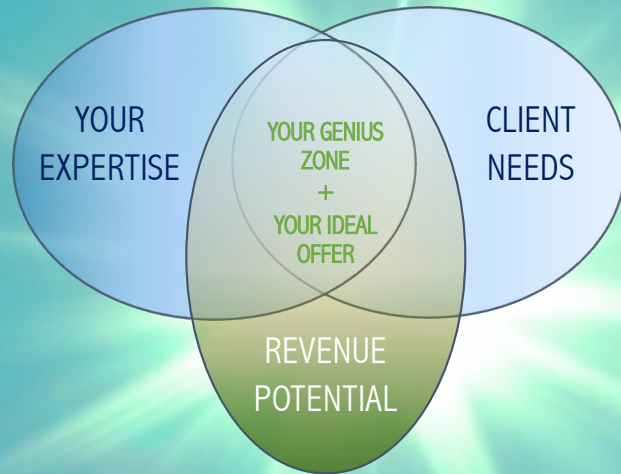 YOUR
EXPERTISE
YOUR GENIUS
ZONE
+
YOUR IDEAL
OFFER
CLIENT
NEEDS
REVENUE
POTENTIAL